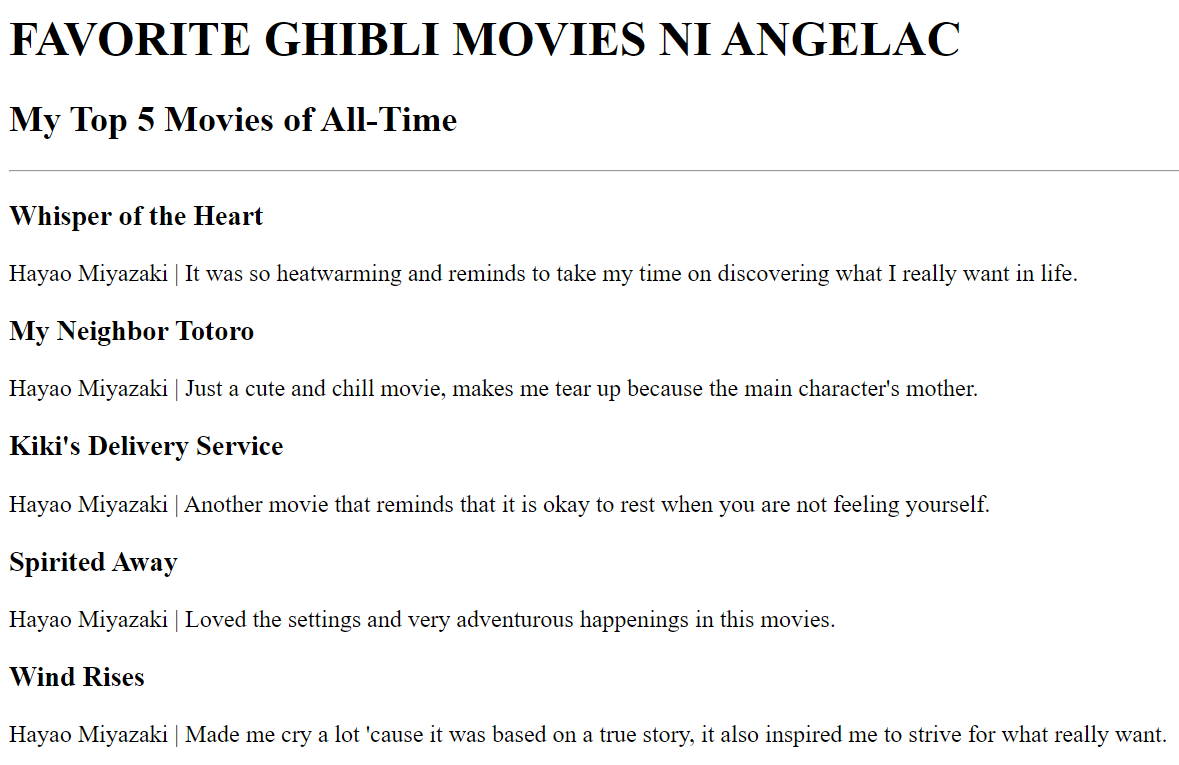 FAVORITE GHIBLI MOVIES NI ANGELAC
My Top 5 Movies of All-Time
Whisper of the Heart
Hayao Miyazaki | It was so heatwarming and reminds to take my time on discovering what I really want in life.
My Neighbor Totoro
Hayao Miyazaki | Just a cute and chill movie, makes me tear up because the main character's mother.
Kiki's Delivery Service
Hayao Miyazaki | Another movie that reminds that it is okay to rest when you are not feeling yourself.
Spirited Away
Hayao Miyazaki | Loved the settings and very adventurous happenings in this movies.
Wind Rises
Hayao Miyazaki | Made me cry a lot 'cause it was based on a true story, it also inspired me to strive for what really want.